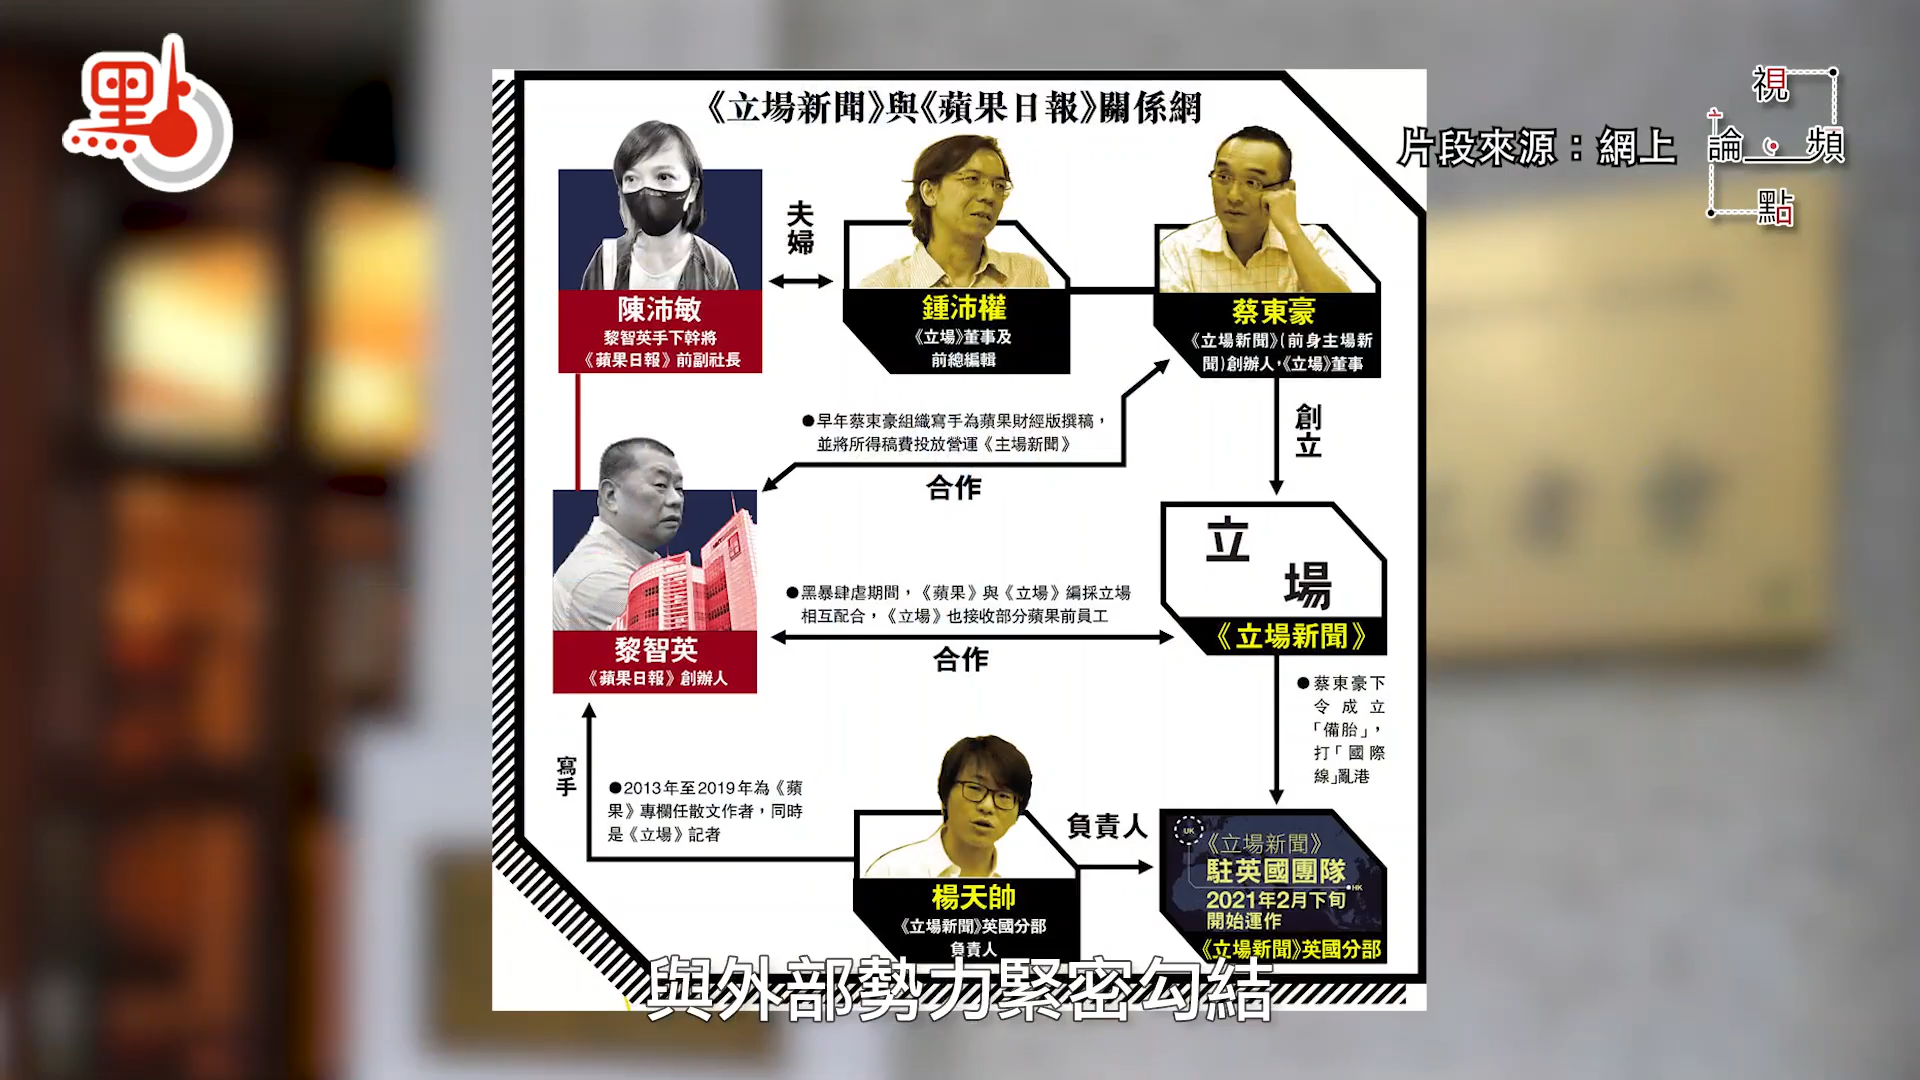 點
視
論 頻
點
片段來源：網上
《立場新聞》與《蘋果日報》關係網
陳沛敏
黎智英手下幹將
《蘋果日報》前副社長
夫婦
鍾沛權
《立場》董事及
前總編輯
蔡東豪
《立場新聞》(前身主場新
聞)創辦人，《立場》董事
●早年蔡東豪組織寫手為蘋果財經版撰稿，
並將所得稿費投放營運《主場新聞》
合作
創立
立
場
《立場新聞》
黎智英
《蘋果日報》創辦人
●黑暴肆虐期間，《蘋果》與《立場》編採立場
相互配合，《立場》也接收部分蘋果前員工
合作
●蔡東豪下
令成立
「備胎」，
打「國際
線」亂港
寫手
●2013年至2019年為《蘋
果》專欄任散文作者，同時
是《立場》記者
楊天帥
《立場新聞》英國分部
負責人
負責人
UK
《立場新聞》
駐英國團隊
HK
2021年2月下旬
開始運作
《立場新聞》英國分部
與外部勢力緊密勾結